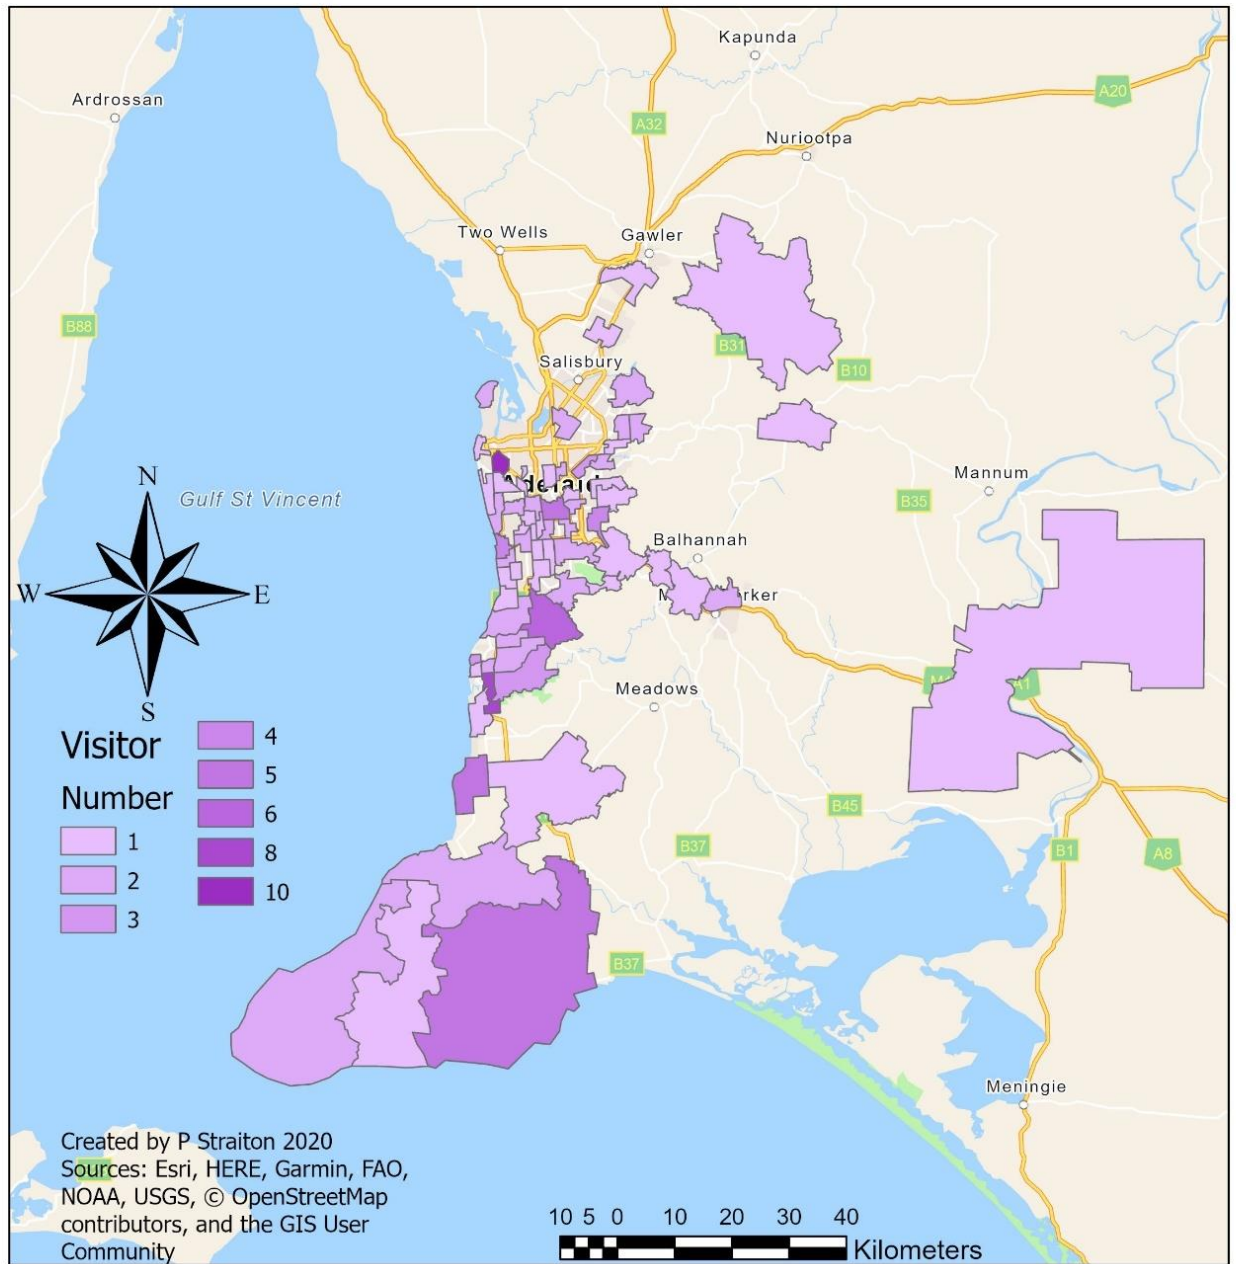 Kapunda
Ardrossan
A20
A32
Nuriootpa
Two Wells
Gawler
B88
B31
B10
Salisbury
Mannum
N
Gulf St Vincent
Adelaid
B35
Balhannah
W
E
rker
Meadows
A1
S
Visitor
Number
1
2
3
4
5
6
8
10
B45
B37
B1
A8
B37
Meningie
Created by P Straiton 2020
Sources: Esri, HERE, Garmin, FAO,
NOAA, USGS, © OpenStreetMap
contributors, and the GIS User
Community
10 5 0 10 20 30 40
Kilometers